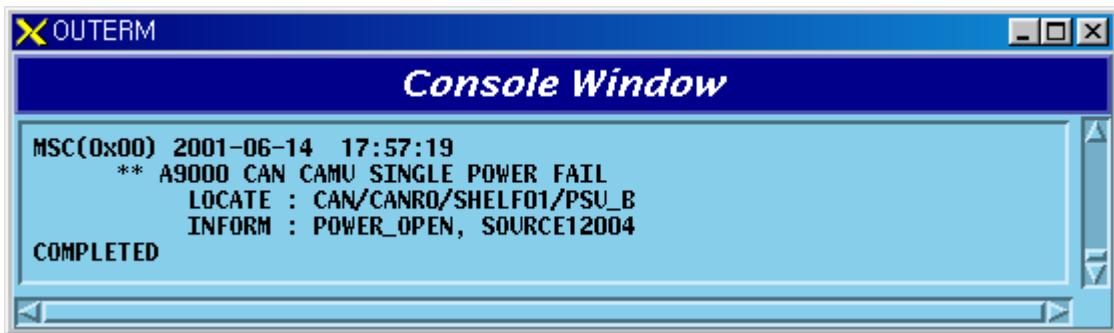 OUTERM
Console Window
MSC(0x00) 2001-06-14 17:57:19
** A9000 CAN CAMU SINGLE POWER FAIL
LOCATE : CAN/CANR0/SHELF01/PSU_B
INFORM : POWER_OPEN, SOURCE12004
COMPLETED